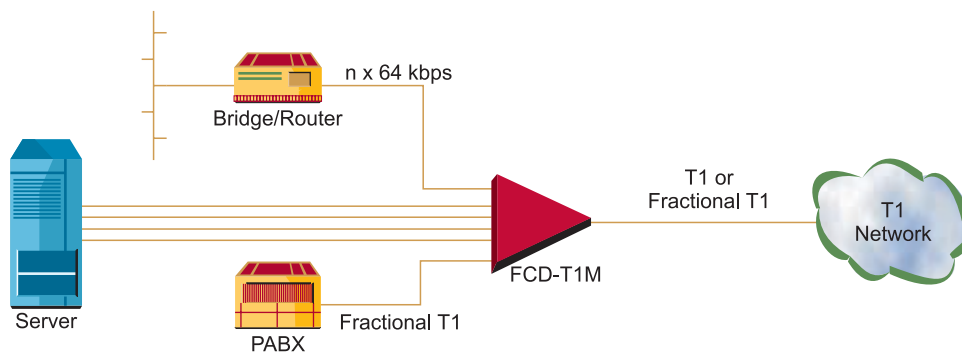 n x 64 kbps
Bridge/Router
T1 or
Fractional T1
T1
Network
FCD-T1M
Server
Fractional T1
PABX